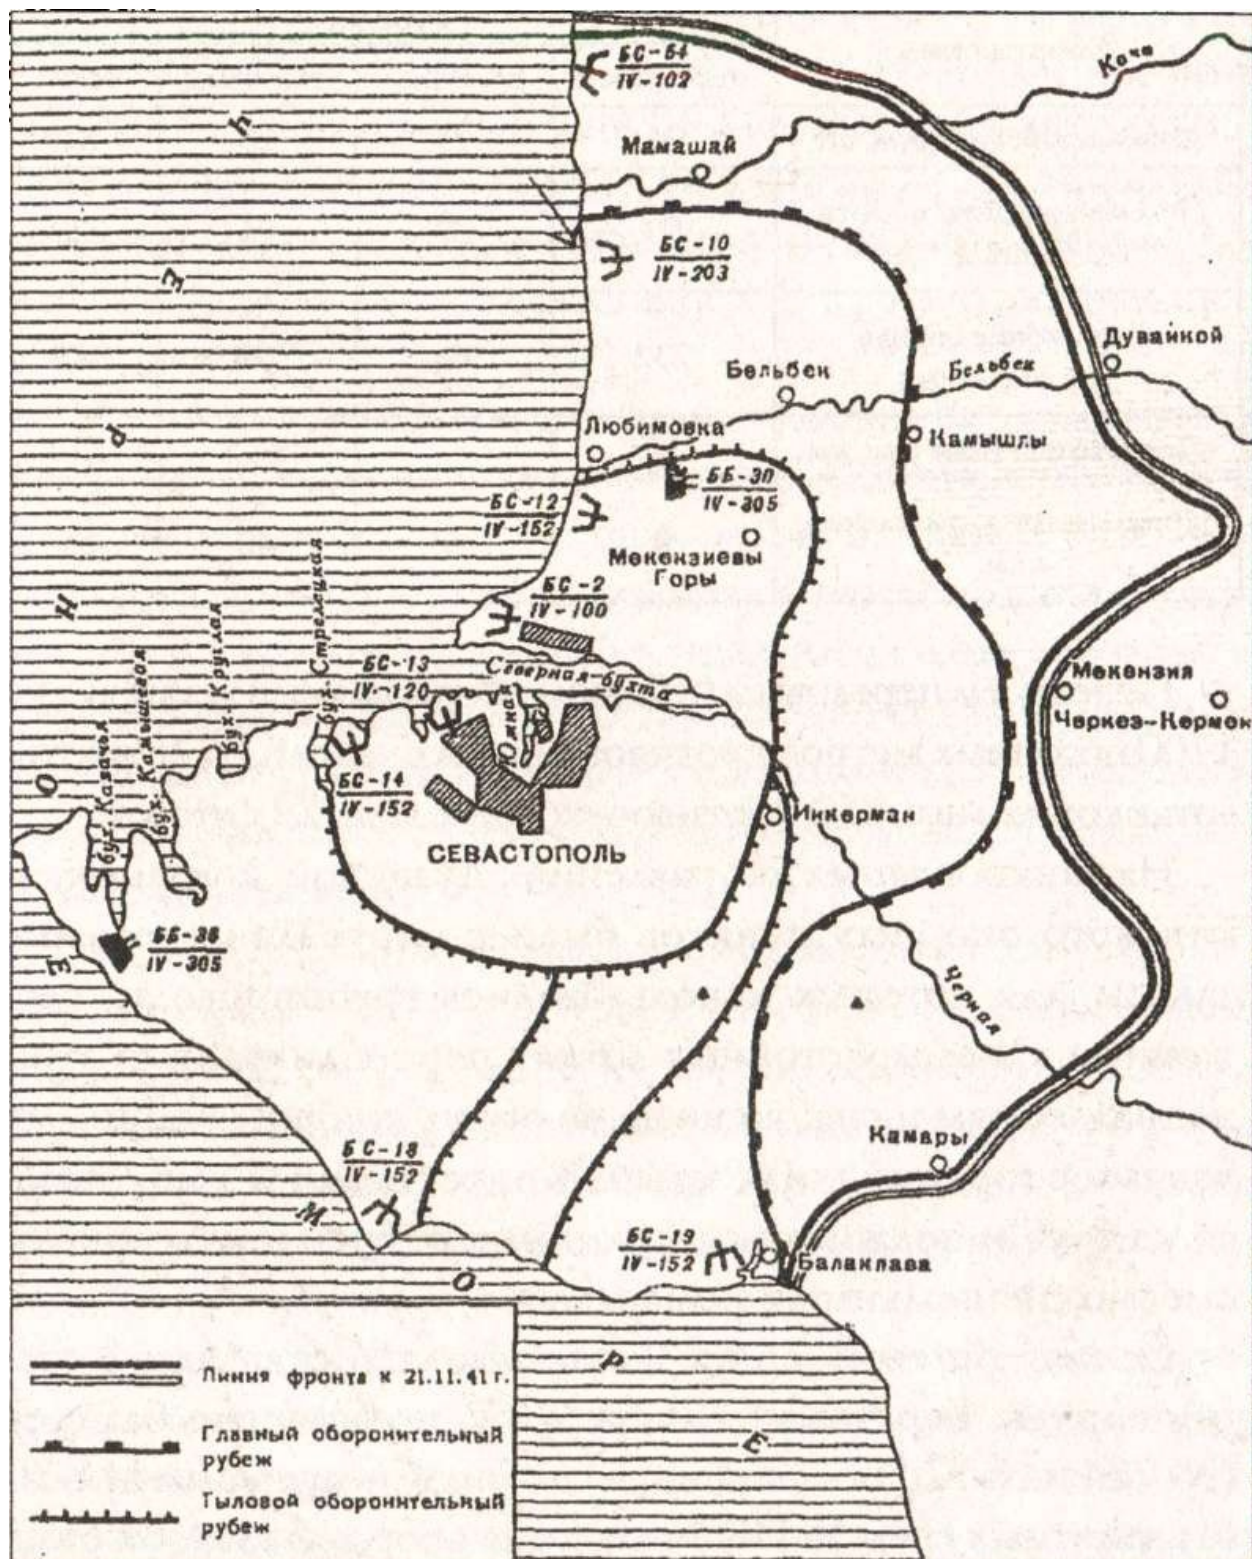 БС-64
IV-102
Кача
Мамашай
БС-10
IV-203
Дувайкой
Бельбек
Бельбек
Любимовка
Камышлы
ББ-30
IV-305
БС-12
IV-152
Мекензиевы
Горы
БС-2
IV-100
Северная бухта
БС-13
IV-120
бух. Стрелецкая
бух. Круглая
бух. Камышевая
бух. Казачья
Южная
Мекензия
Черкез-Кермен
БС-14
IV-152
Инкерман
СЕВАСТОПОЛЬ
ББ-36
IV-305
Черная
Камары
БС-18
IV-152
БС-19
IV-152
Балаклава
Ч Ё Р Н О Е
М О Р Е
Линия фронта к 21.11.41 г.
Главный оборонительный
рубеж
Тыловой оборонительный
рубеж